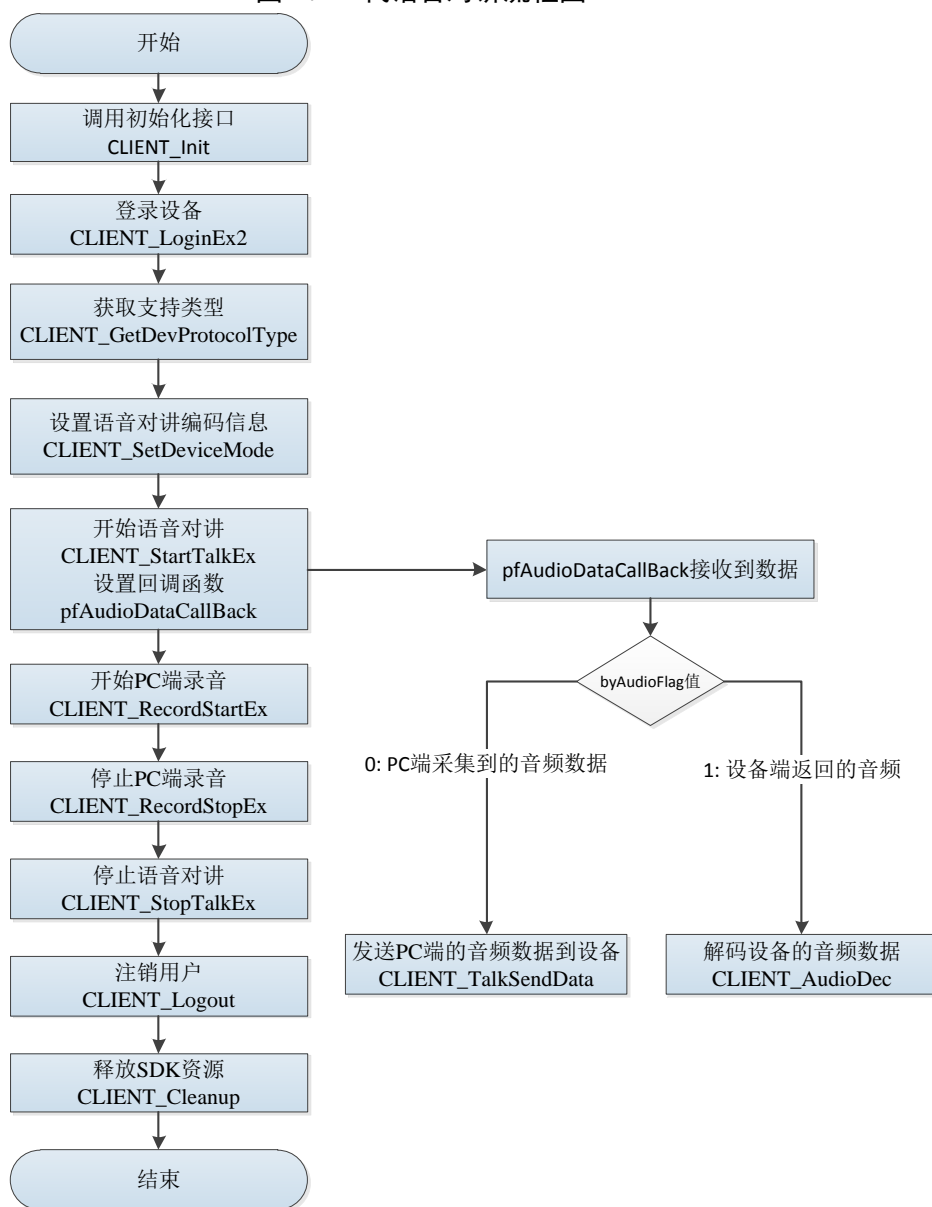 开始
调用初始化接口
CLIENT_Init
登录设备
CLIENT_LoginEx2
获取支持类型
CLIENT_GetDevProtocolType
设置语音对讲编码信息
CLIENT_SetDeviceMode
开始语音对讲
CLIENT_StartTalkEx
设置回调函数
pfAudioDataCallBack
pfAudioDataCallBack接收到数据
byAudioFlag值
0: PC端采集到的音频数据
1: 设备端返回的音频
发送PC端的音频数据到设备
CLIENT_TalkSendData
解码设备的音频数据
CLIENT_AudioDec
开始PC端录音
CLIENT_RecordStartEx
停止PC端录音
CLIENT_RecordStopEx
停止语音对讲
CLIENT_StopTalkEx
注销用户
CLIENT_Logout
释放SDK资源
CLIENT_Cleanup
结束